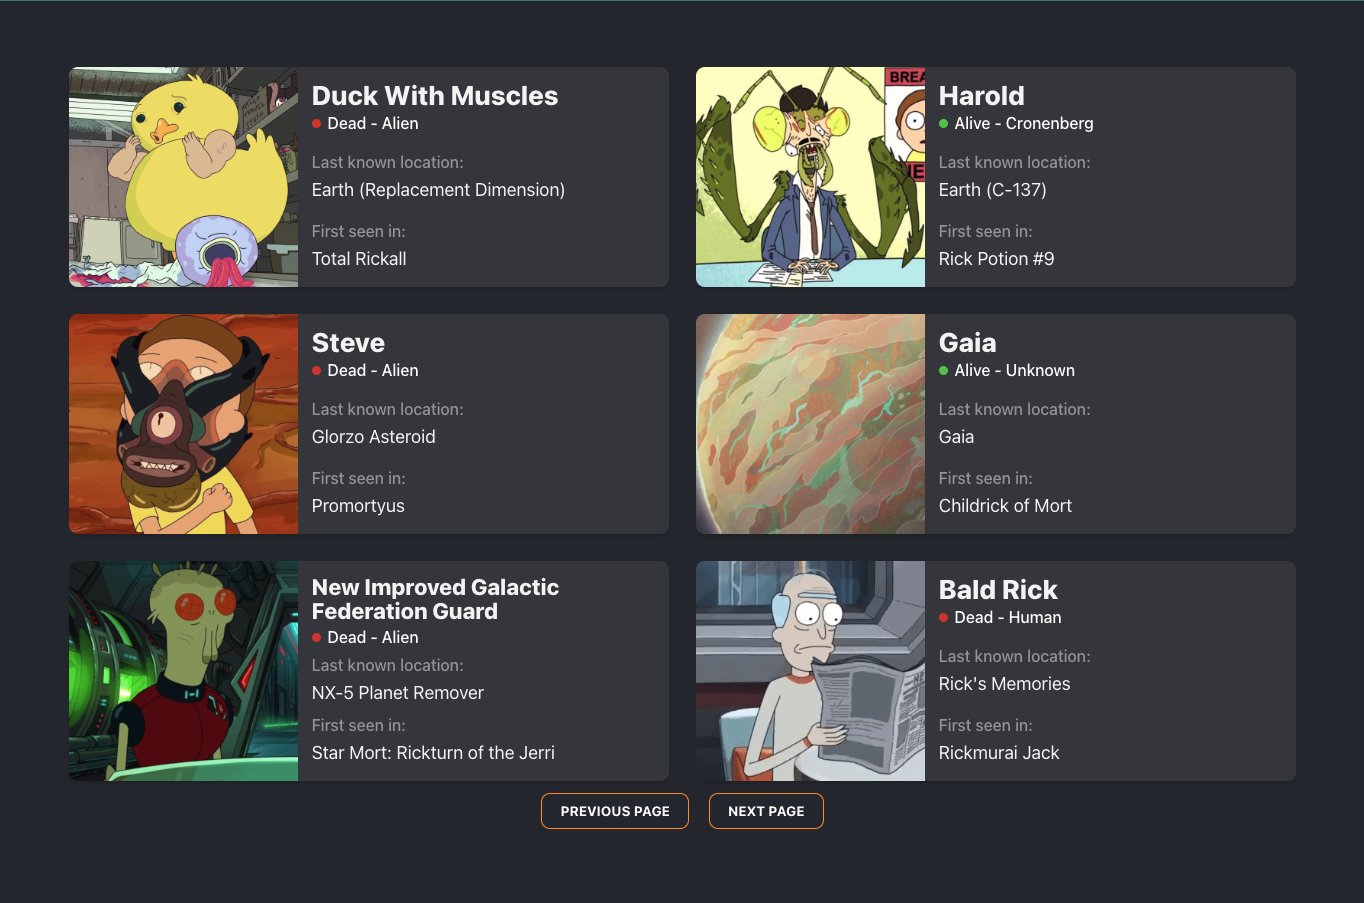 Duck With Muscles
Dead - Alien
Last known location:
Earth (Replacement Dimension)
First seen in:
Total Rickall
BREA
Harold
Alive - Cronenberg
Last known location:
Earth (C-137)
First seen in:
Rick Potion #9
Steve
Dead - Alien
Last known location:
Glorzo Asteroid
First seen in:
Promortyus
Gaia
Alive - Unknown
Last known location:
Gaia
First seen in:
Childrick of Mort
New Improved Galactic
Federation Guard
Dead - Alien
Last known location:
NX-5 Planet Remover
First seen in:
Star Mort: Rickturn of the Jerri
Bald Rick
Dead - Human
Last known location:
Rick's Memories
First seen in:
Rickmurai Jack
PREVIOUS PAGE
NEXT PAGE